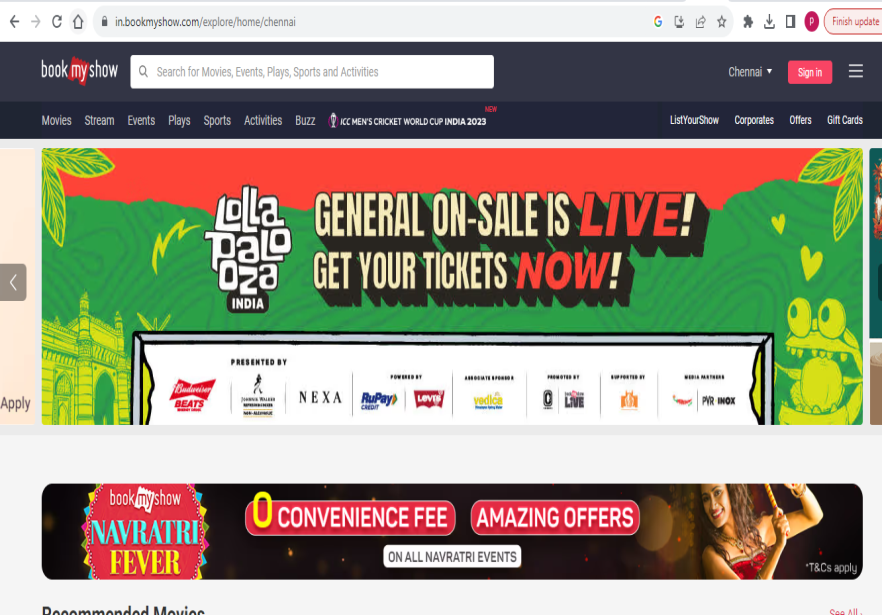 in.bookmyshow.com/explore/home/chennai
G
P
Finish update
book my show
Search for Movies, Events, Plays, Sports and Activities
Chennai
Sign in
Movies Stream Events Plays Sports Activities Buzz ICC MEN'S CRICKET WORLD CUP INDIA 2023 NEW
ListYourShow Corporates Offers Gift Cards
Lolla
paLo
oza
INDIA
GENERAL ON-SALE IS LIVE!
GET YOUR TICKETS NOW!
PRESENTED BY
Budweiser
BEATS
JOHNNIE WALKER
NON-ALCOHOLIC
NEXA
POWERED BY
RuPay
CREDIT
Levi's
ASSOCIATE SPONSOR
vedica
PROMOTED BY
LIVE
SUPPORTED BY
MEDIA PARTNERS
PVR INOX
Apply
book my show
NAVRATRI
FEVER
0 CONVENIENCE FEE
AMAZING OFFERS
ON ALL NAVRATRI EVENTS
*T&Cs apply
Recommended Movies
See All ›